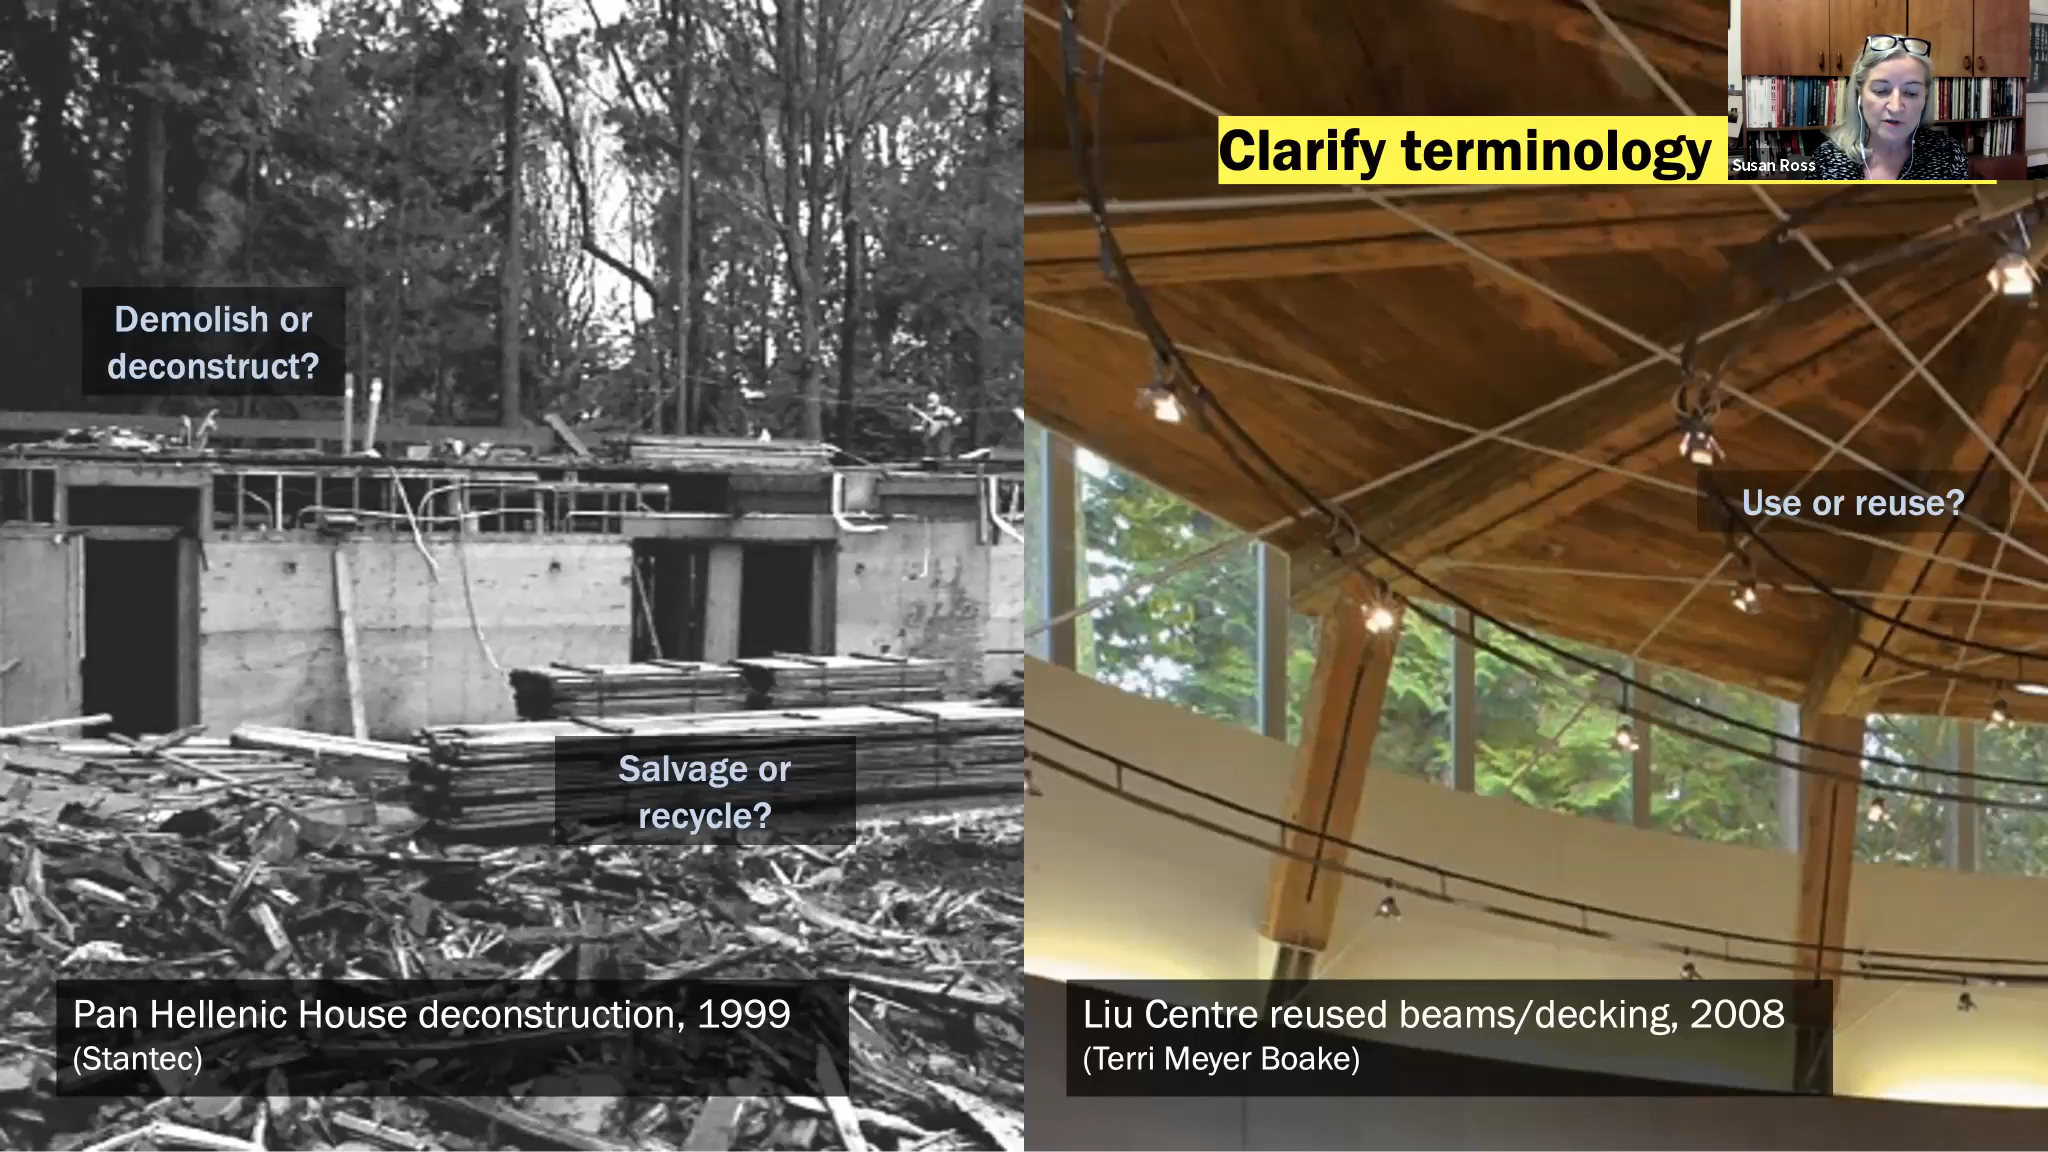 Clarify terminology
Susan Ross
Demolish or
deconstruct?
Use or reuse?
Salvage or
recycle?
Pan Hellenic House deconstruction, 1999
(Stantec)
Liu Centre reused beams/decking, 2008
(Terri Meyer Boake)